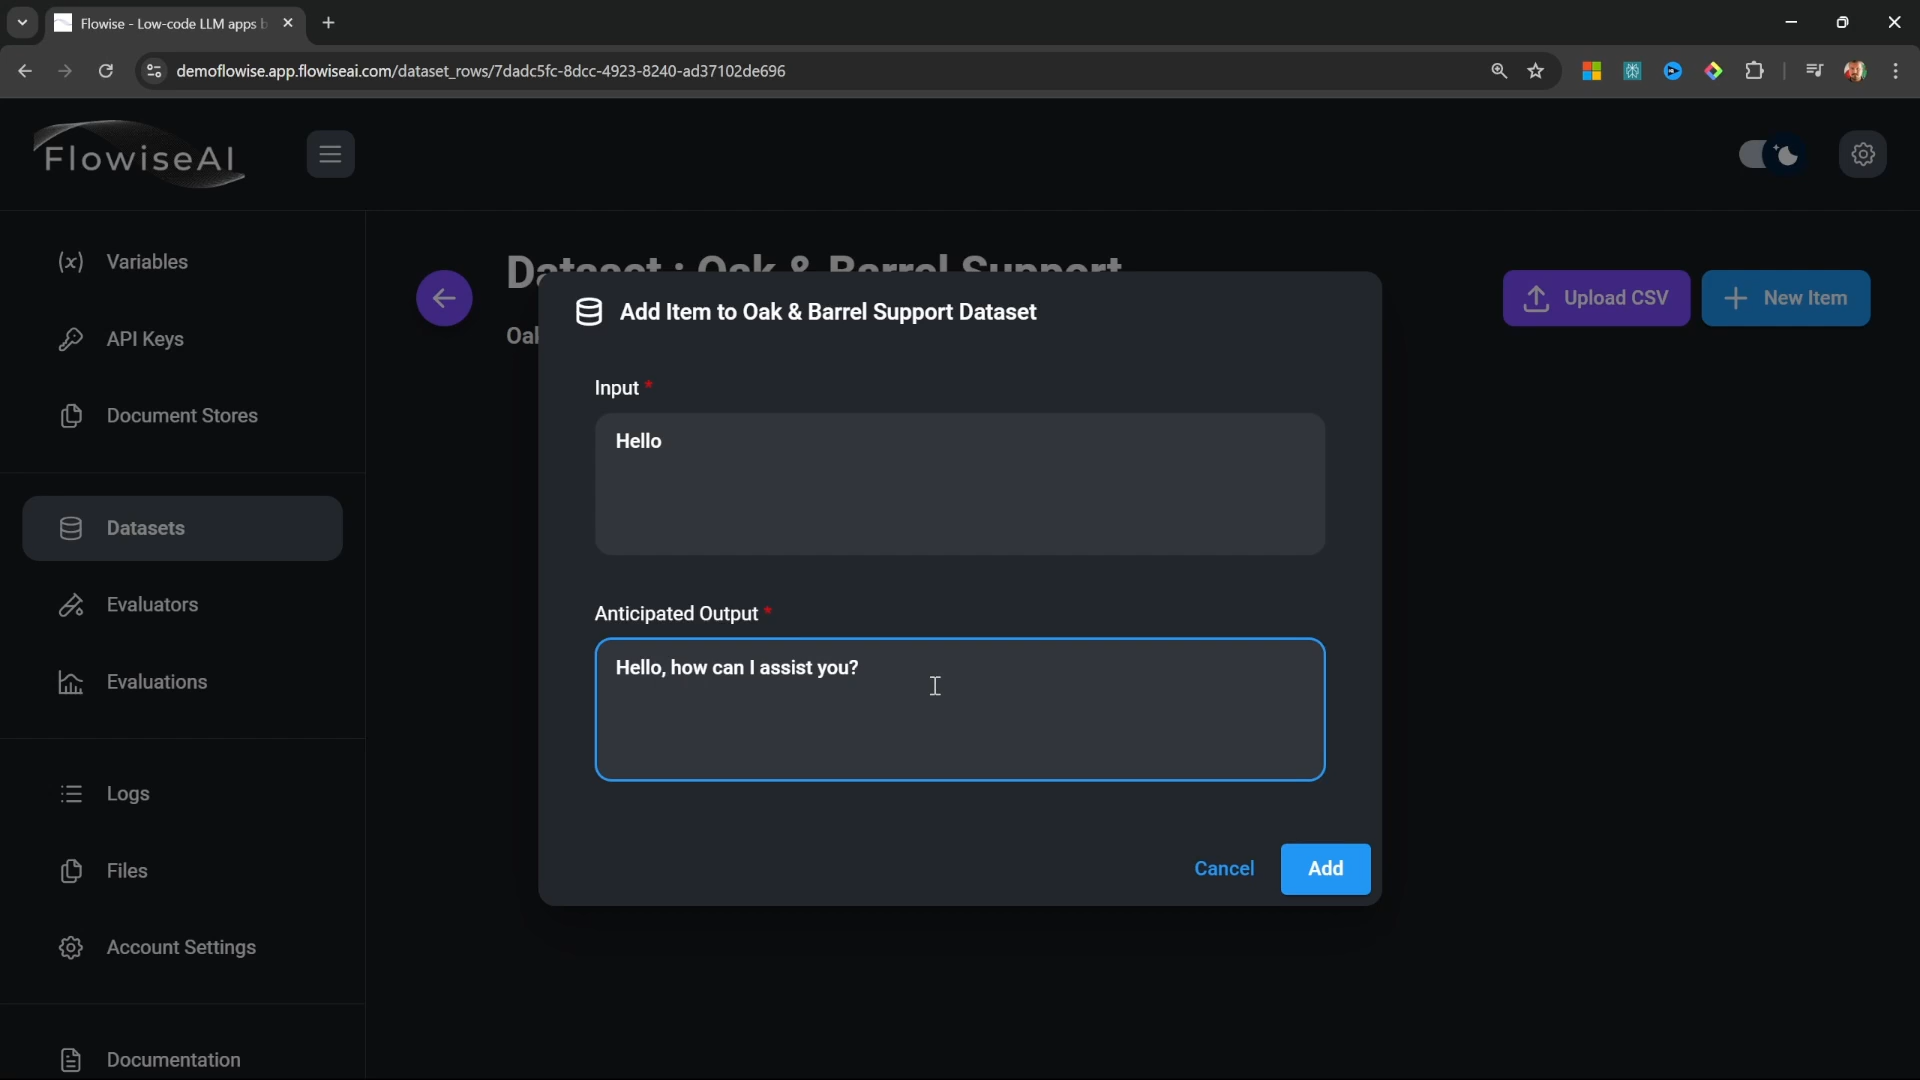 Flowise - Low-code LLM apps b
demoflowise.app.flowiseai.com/dataset_rows/7dadc5fc-8dcc-4923-8240-ad37102de696
FlowiseAI
(x) Variables
API Keys
Document Stores
Datasets
Evaluators
Evaluations
Logs
Files
Account Settings
Documentation
Dataset : Oak & Barrel Support
Oak
Upload CSV
New Item
Add Item to Oak & Barrel Support Dataset
Input *
Hello
Anticipated Output *
Hello, how can I assist you?
Cancel
Add